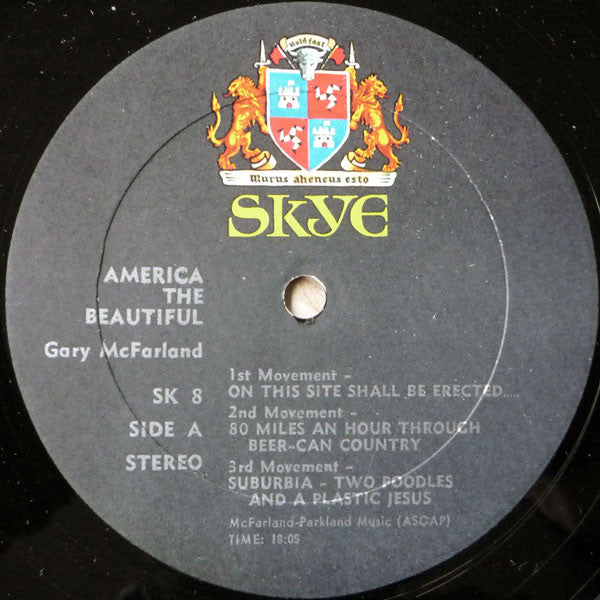 Hold fast
Murus aheneus esto
SKYE
AMERICA
THE
BEAUTIFUL
Gary McFarland
SK 8
SIDE A
STEREO
1st Movement -
ON THIS SITE SHALL BE ERECTED.....
2nd Movement -
80 MILES AN HOUR THROUGH
BEER-CAN COUNTRY
3rd Movement -
SUBURBIA - TWO POODLES
AND A PLASTIC JESUS
McFarland-Parkland Music (ASCAP)
TIME: 18:05